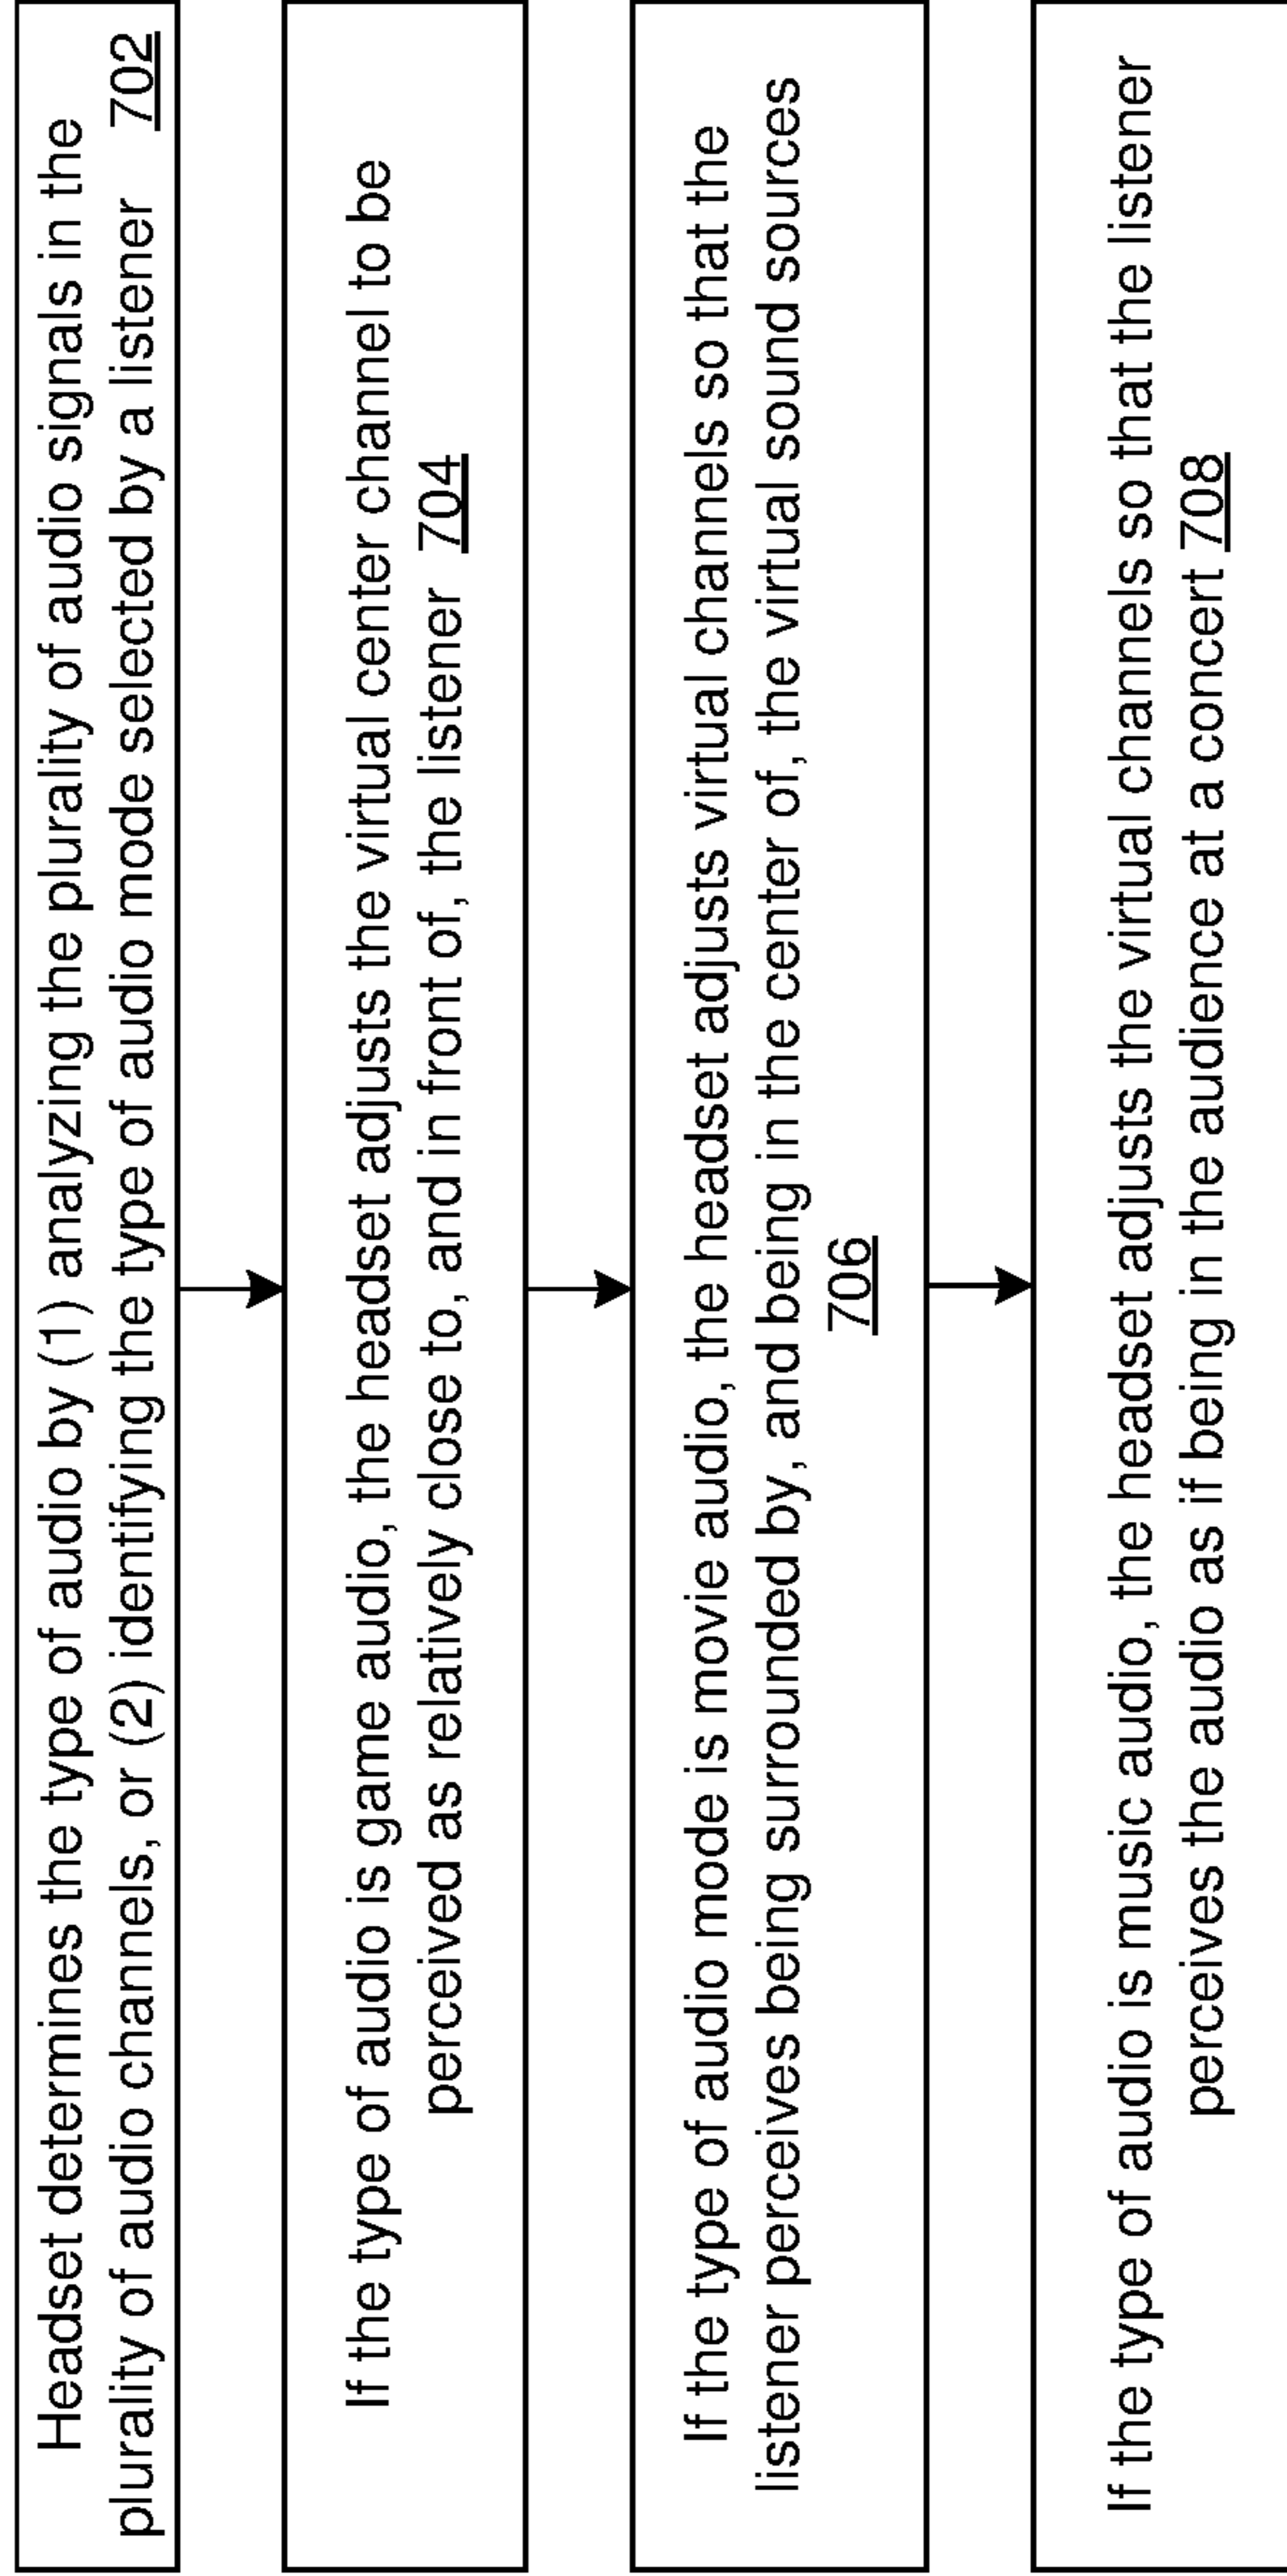 Headset determines the type of audio by (1) analyzing the plurality of audio signals in the
plurality of audio channels, or (2) identifying the type of audio mode selected by a listener 702
If the type of audio is game audio, the headset adjusts the virtual center channel to be
perceived as relatively close to, and in front of, the listener 704
If the type of audio mode is movie audio, the headset adjusts virtual channels so that the
listener perceives being surrounded by, and being in the center of, the virtual sound sources
706
If the type of audio is music audio, the headset adjusts the virtual channels so that the listener
perceives the audio as if being in the audience at a concert 708